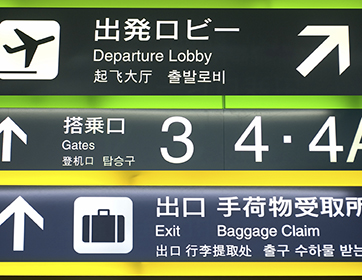 出発ロビー
Departure Lobby
起飞大厅 출발로비
搭乗口 3 4・4A
Gates
登机口 탑승구
出口 手荷物受取所
Exit Baggage Claim
出口 行李提取处 출구 수하물 받는